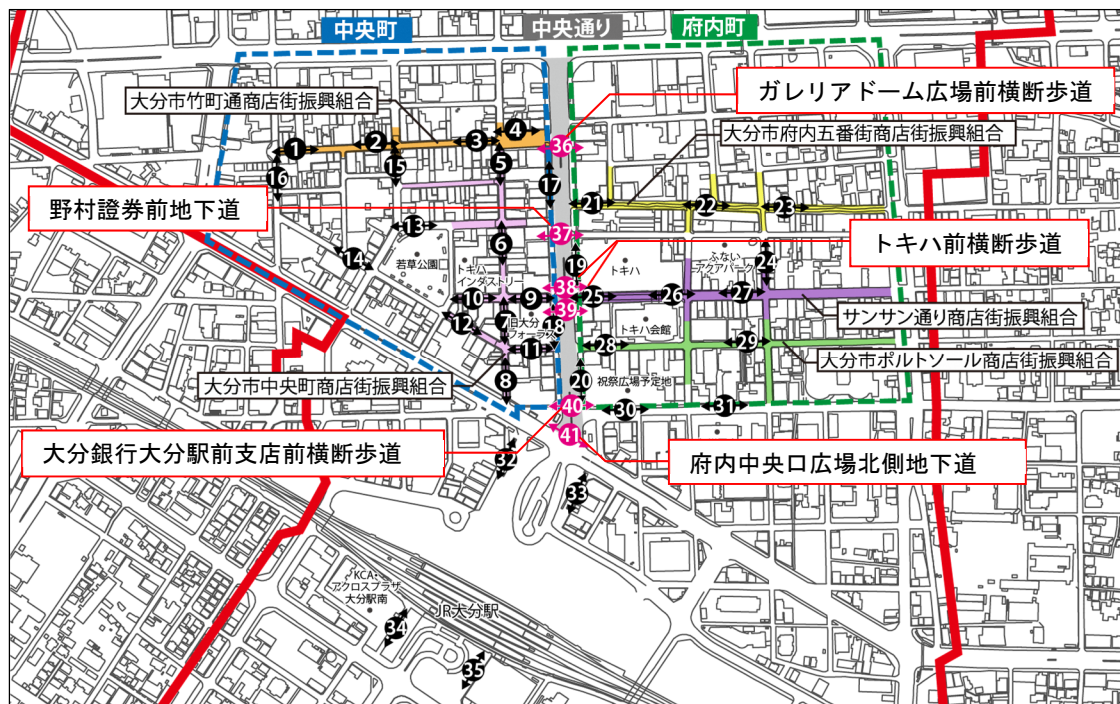 中央町
中央通り
府内町
ガレリアドーム広場前横断歩道
大分市竹町通商店街振興組合
大分市府内五番街商店街振興組合
1
2
3
4
36
15
5
16
17
野村證券前地下道
21
22
23
13
37
6
トキハ前横断歩道
14
若草公園
トキハ
インダストリー
19
トキハ
ふない
アクアパーク
24
38
10
9
25
26
27
39
サンサン通り商店街振興組合
12
7
旧大分
フォーラス
18
トキハ会館
28
29
11
大分市ポルトソール商店街振興組合
大分市中央町商店街振興組合
8
20
祝祭広場予定地
40
30
31
41
大分銀行大分駅前支店前横断歩道
32
府内中央口広場北側地下道
33
KCA・
アクロスプラザ
大分駅南
JR大分駅
34
35